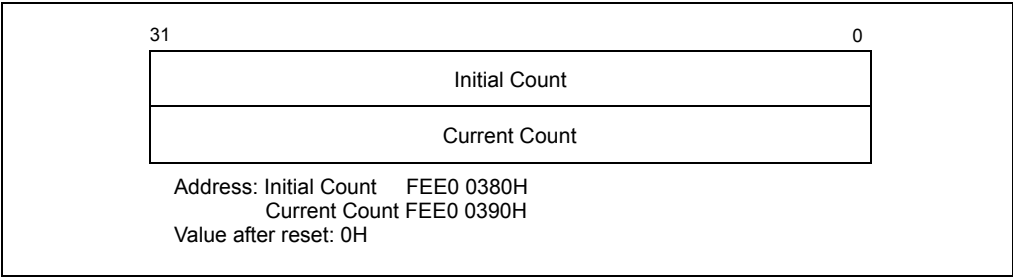 31 0
Initial Count
Current Count
Address: Initial Count FEE0 0380H
Current Count FEE0 0390H
Value after reset: 0H